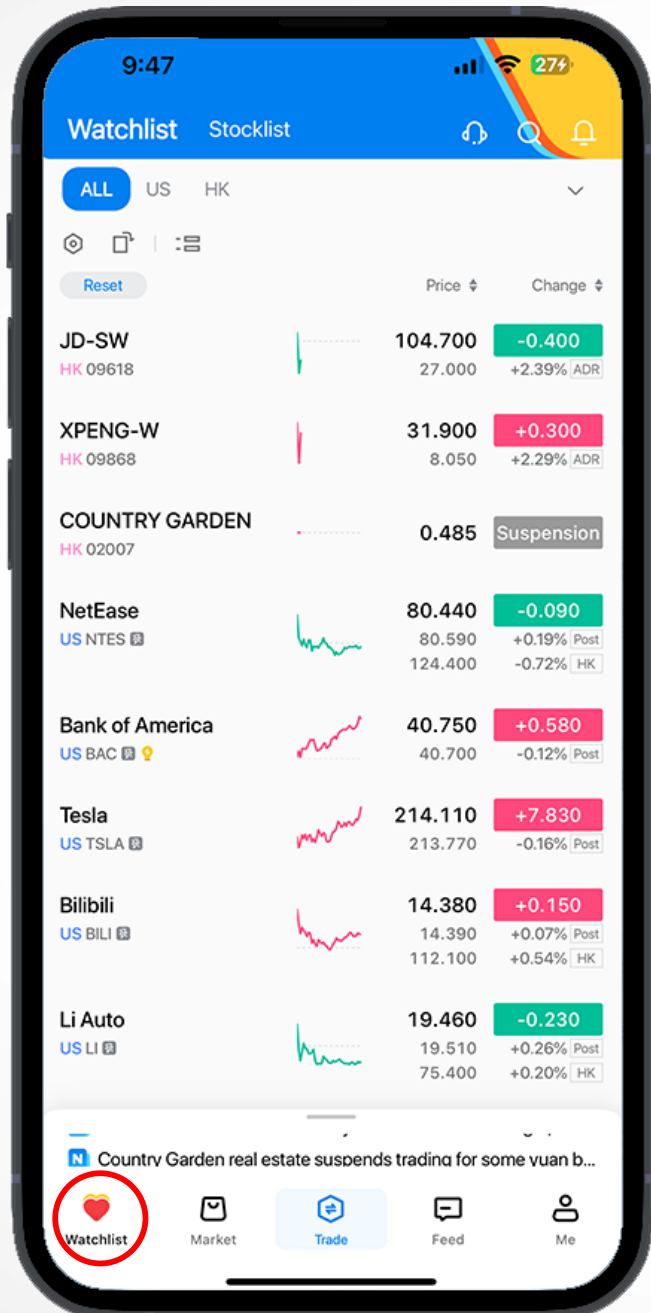 9:47
27
Watchlist Stocklist
ALL US HK
Reset Price Change
JD-SW 104.700 -0.400
HK 09618 27.000 +2.39% ADR
XPENG-W 31.900 +0.300
HK 09868 8.050 +2.29% ADR
COUNTRY GARDEN 0.485 Suspension
HK 02007
NetEase 80.440 -0.090
US NTES 80.590 +0.19% Post
124.400 -0.72% HK
Bank of America 40.750 +0.580
US BAC 40.700 -0.12% Post
Tesla 214.110 +7.830
US TSLA 213.770 -0.16% Post
Bilibili 14.380 +0.150
US BILI 14.390 +0.07% Post
112.100 +0.54% HK
Li Auto 19.460 -0.230
US LI 19.510 +0.26% Post
75.400 +0.20% HK
N Country Garden real estate suspends trading for some yuan b...
Watchlist Market Trade Feed Me